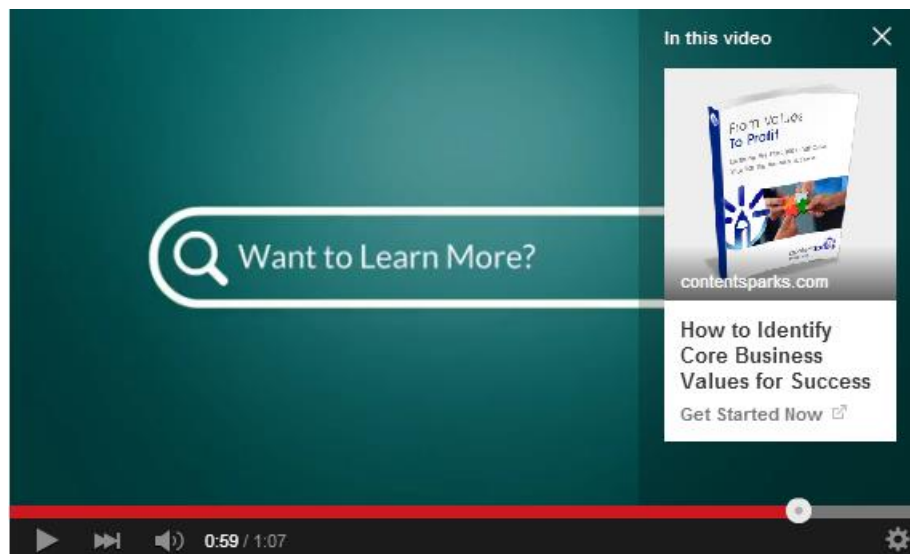 In this video
From Values
To Profit
contentsparks.com
Want to Learn More?
How to Identify
Core Business
Values for Success
Get Started Now
0:59 / 1:07